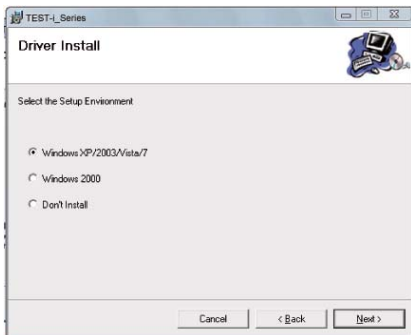 TEST-i_Series
Driver Install
Select the Setup Environment
Windows XP/2003/Vista/7
Windows 2000
Don't Install
Cancel
< Back
Next >